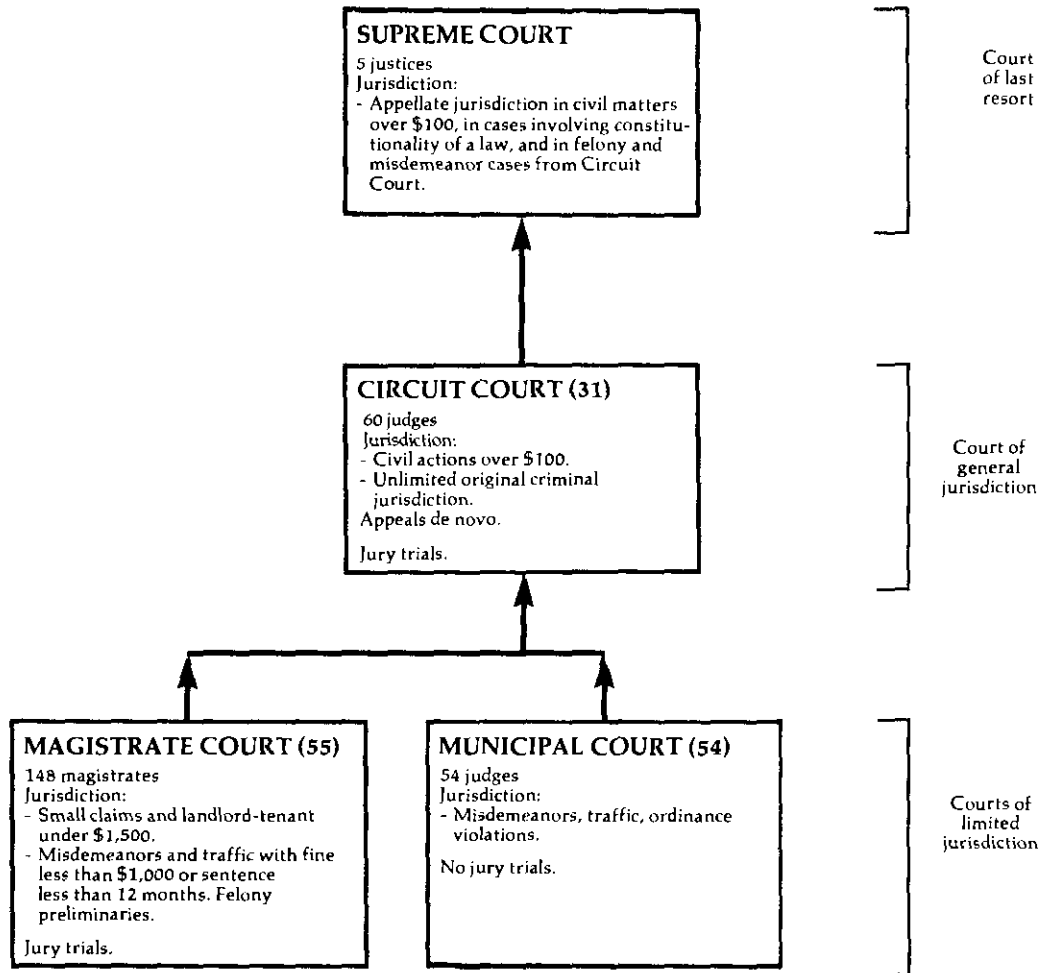 SUPREME COURT
5 justices
Jurisdiction:
- Appellate jurisdiction in civil matters
over $100, in cases involving constitu-
tionality of a law, and in felony and
misdemeanor cases from Circuit
Court.
Court
of last
resort
CIRCUIT COURT (31)
60 judges
Jurisdiction:
- Civil actions over $100.
- Unlimited original criminal
jurisdiction.
Appeals de novo.
Jury trials.
Court of
general
jurisdiction
MAGISTRATE COURT (55)
148 magistrates
Jurisdiction:
- Small claims and landlord-tenant
under $1,500.
- Misdemeanors and traffic with fine
less than $1,000 or sentence
less than 12 months. Felony
preliminaries.
Jury trials.
MUNICIPAL COURT (54)
54 judges
Jurisdiction:
- Misdemeanors, traffic, ordinance
violations.
No jury trials.
Courts of
limited
jurisdiction